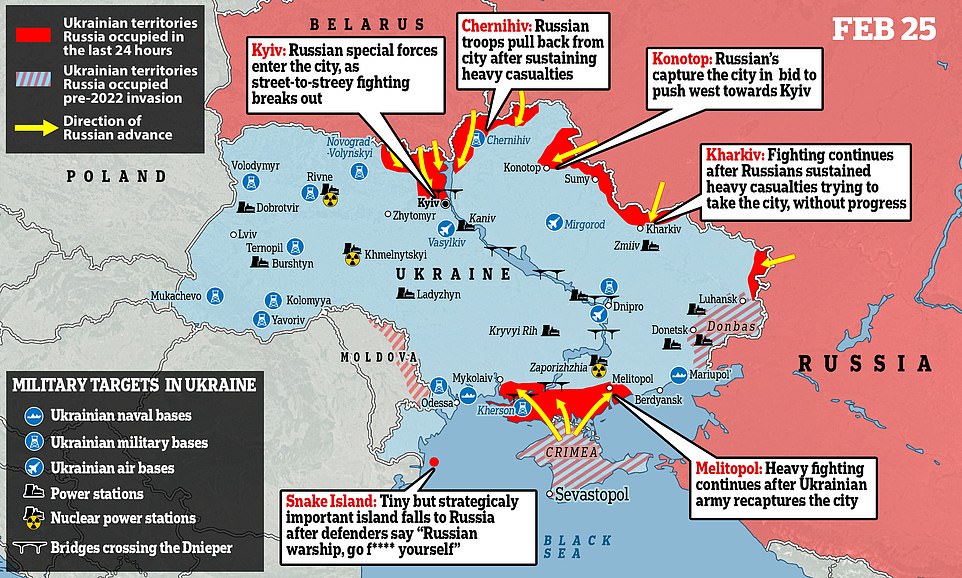 Ukrainian territories
Russia occupied in
the last 24 hours
Ukrainian territories
Russia occupied
pre-2022 invasion
Direction of
Russian advance
BELARUS
FEB 25
Kyiv: Russian special forces
enter the city, as
street-to-streey fighting
breaks out
Chernihiv: Russian
troops pull back from
city after sustaining
heavy casualties
Konotop: Russian's
capture the city in bid to
push west towards Kyiv
Kharkiv: Fighting continues
after Russians sustained
heavy casualties trying to
take the city, without progress
POLAND
Novograd
-Volynskyi
Chernihiv
Volodymyr
Rivne
Konotop
Sumy
Dobrotvir
Kyiv
Zhytomyr
Kaniv
Mirgorod
Kharkiv
Lviv
Vasylkiv
Zmiiv
Ternopil
Burshtyn
Khmelnytskyi
UKRAINE
Mukachevo
Kolomyya
Ladyzhyn
Luhansk
Dnipro
Yavoriv
Kryvyi Rih
Donetsk
Donbas
MOLDOVA
RUSSIA
Zaporizhzhia
Mykolaiv
Melitopol
Mariupol
Odessa
Kherson
Berdyansk
CRIMEA
Sevastopol
BLACK
SEA
MILITARY TARGETS IN UKRAINE
Ukrainian naval bases
Ukrainian military bases
Ukrainian air bases
Power stations
Nuclear power stations
Bridges crossing the Dnieper
Snake Island: Tiny but strategicaly
important island falls to Russia
after defenders say "Russian
warship, go f**** yourself"
Melitopol: Heavy fighting
continues after Ukrainian
army recaptures the city